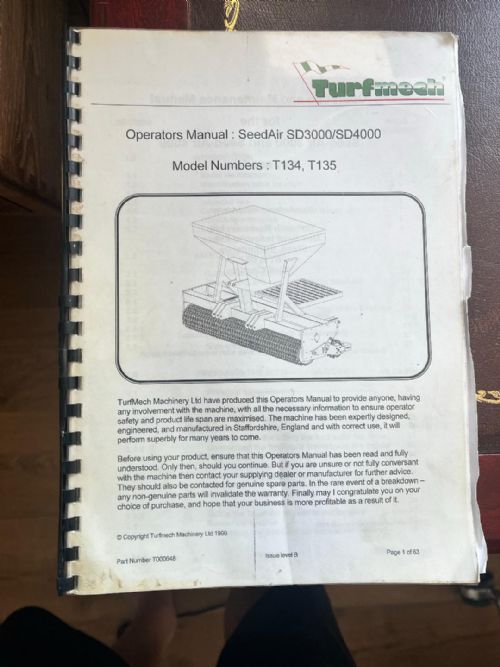 Turfmech
Operators Manual : SeedAir SD3000/SD4000
Model Numbers : T134, T135
TurfMech Machinery Ltd have produced this Operators Manual to provide anyone, having
any involvement with the machine, with all the necessary information to ensure operator
safety and product life span are maximised. The machine has been expertly designed,
engineered, and manufactured in Staffordshire, England and with correct use, it will
perform superbly for many years to come.
Before using your product, ensure that this Operators Manual has been read and fully
understood. Only then, should you continue. But if you are unsure or not fully conversant
with the machine then contact your supplying dealer or manufacturer for further advice.
They should also be contacted for genuine spare parts. In the rare event of a breakdown –
any non-genuine parts will invalidate the warranty. Finally may I congratulate you on your
choice of purchase, and hope that your business is more profitable as a result of it.
© Copyright Turfmech Machinery Ltd
Part Number T000648
Issue level B
Page 1 of 63